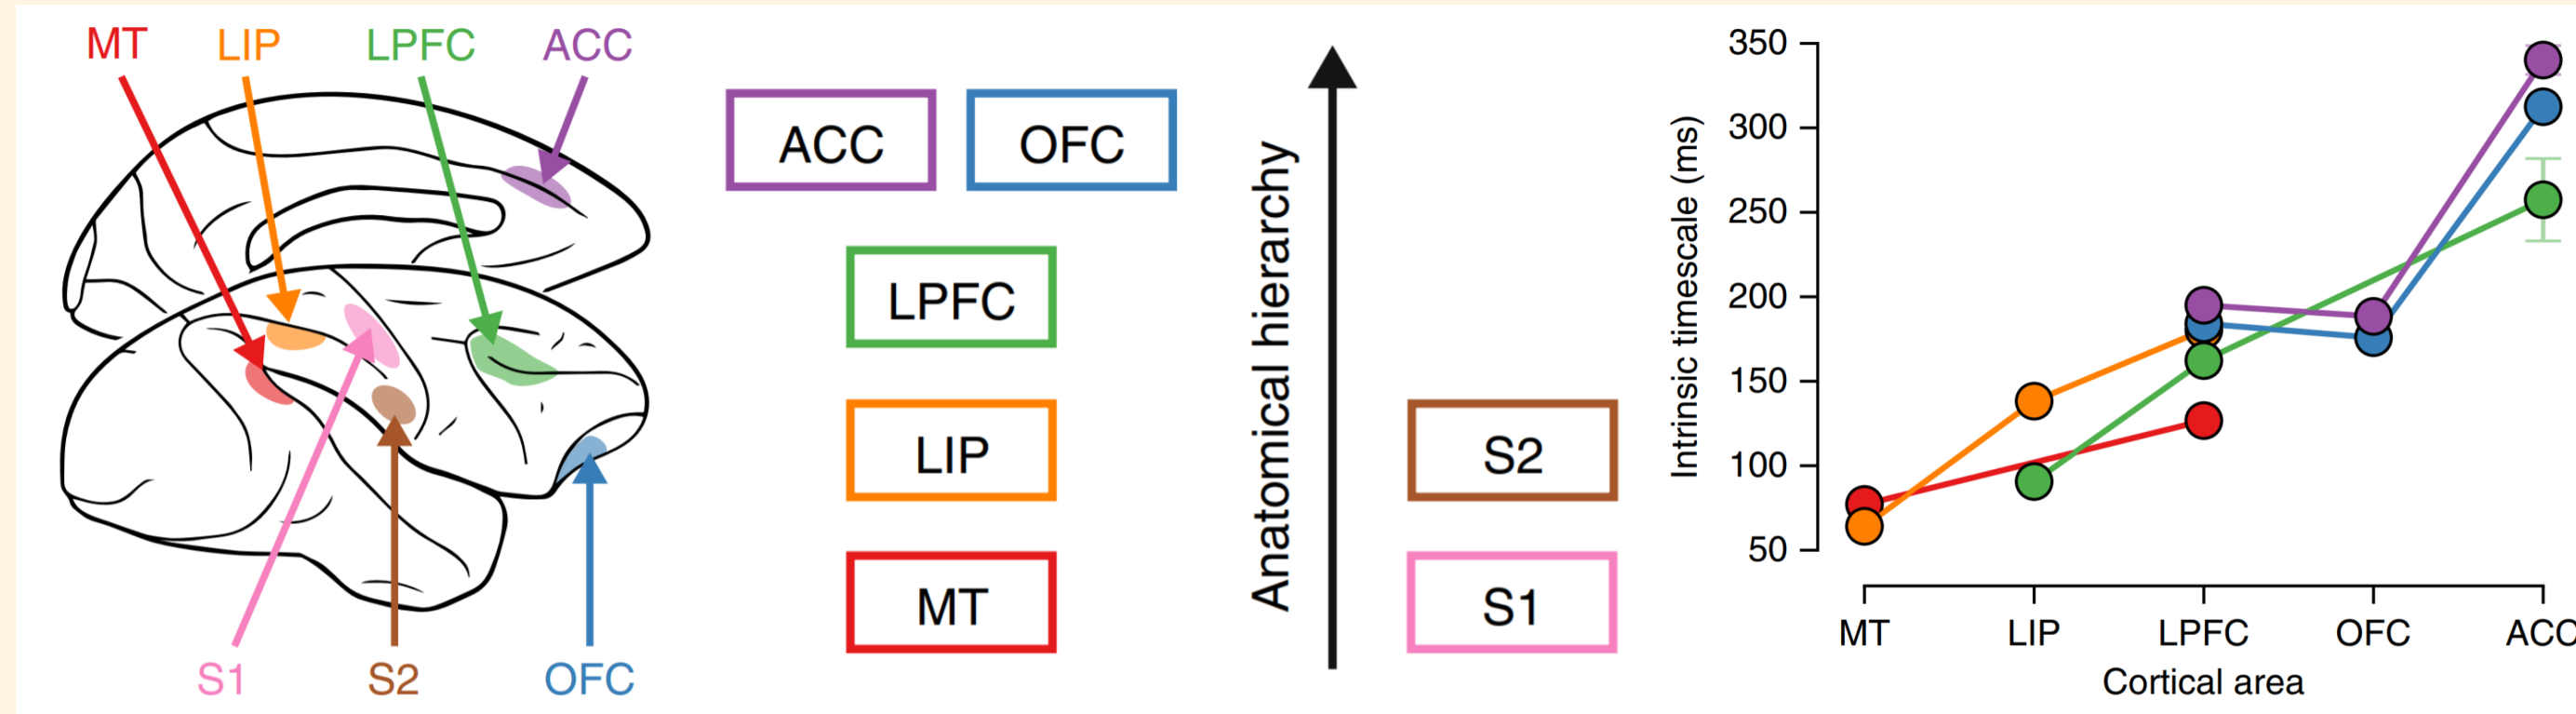 MT LIP LPFC ACC
S1 S2 OFC
ACC OFC
LPFC
LIP
MT
Anatomical hierarchy
S2
S1
Intrinsic timescale (ms)
350
300
250
200
150
100
50
MT LIP LPFC OFC ACC
Cortical area